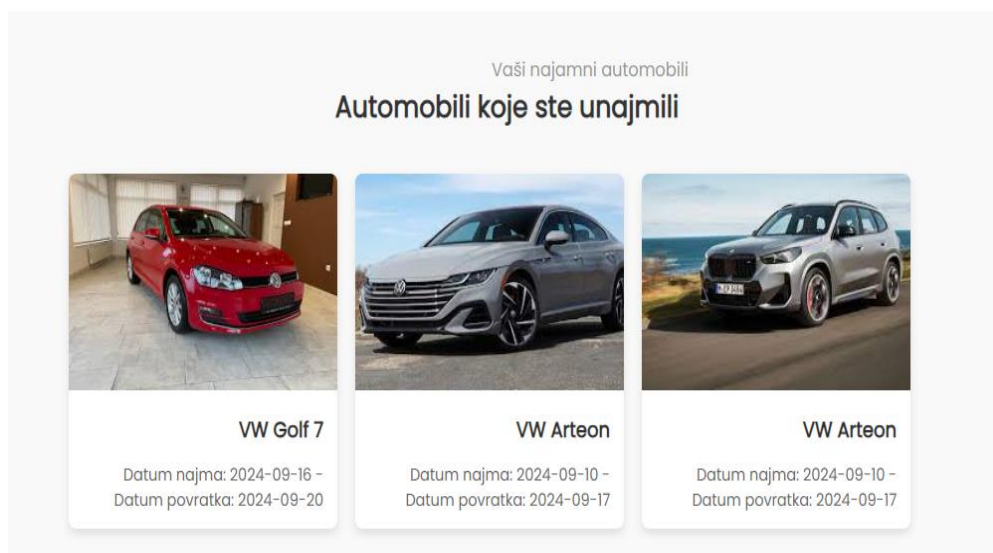 Vaši najamni automobili
Automobili koje ste unajmili
VW Golf 7
Datum najma: 2024-09-16 -
Datum povratka: 2024-09-20
VW Arteon
Datum najma: 2024-09-10 -
Datum povratka: 2024-09-17
VW Arteon
Datum najma: 2024-09-10 -
Datum povratka: 2024-09-17